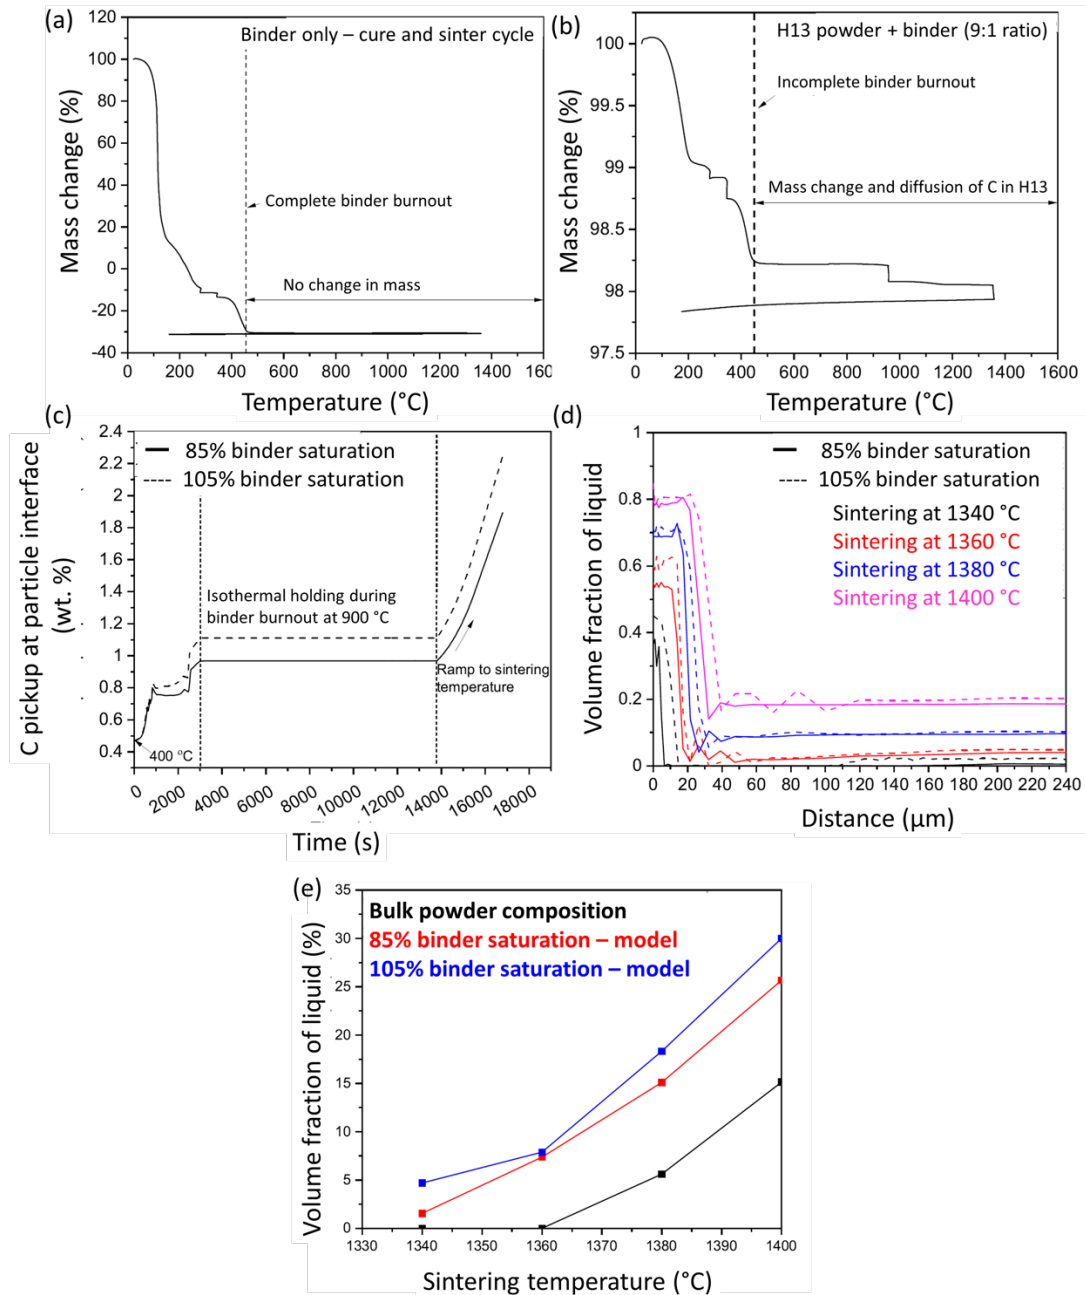 (a)
120
100
80
60
40
20
0
-20
-40
Mass change (%)
Binder only – cure and sinter cycle
Complete binder burnout
No change in mass
0 200 400 600 800 1000 1200 1400 160
Temperature (°C)
(b)
100
99.5
99
98.5
98
97.5
Mass change (%)
H13 powder + binder (9:1 ratio)
Incomplete binder burnout
Mass change and diffusion of C in H13
0 200 400 600 800 1000 1200 1400 1600
Temperature (°C)
(c)
2.4
2.2
2.0
1.8
1.6
1.4
1.2
1.0
0.8
0.6
0.4
C pickup at particle interface
(wt. %)
85% binder saturation
105% binder saturation
Isothermal holding during
binder burnout at 900 °C
Ramp to sintering
temperature
400 °C
0 2000 4000 6000 8000 10000 12000 14000 16000 18000
Time (s)
(d)
1
0.8
0.6
0.4
0.2
0
Volume fraction of liquid
85% binder saturation
105% binder saturation
Sintering at 1340 °C
Sintering at 1360 °C
Sintering at 1380 °C
Sintering at 1400 °C
0 20 40 60 80 100 120 140 160 180 200 220 240
Distance (μm)
(e)
35
30
25
20
15
10
5
0
Volume fraction of liquid (%)
Bulk powder composition
85% binder saturation – model
105% binder saturation – model
1330 1340 1350 1360 1370 1380 1390 1400
Sintering temperature (°C)